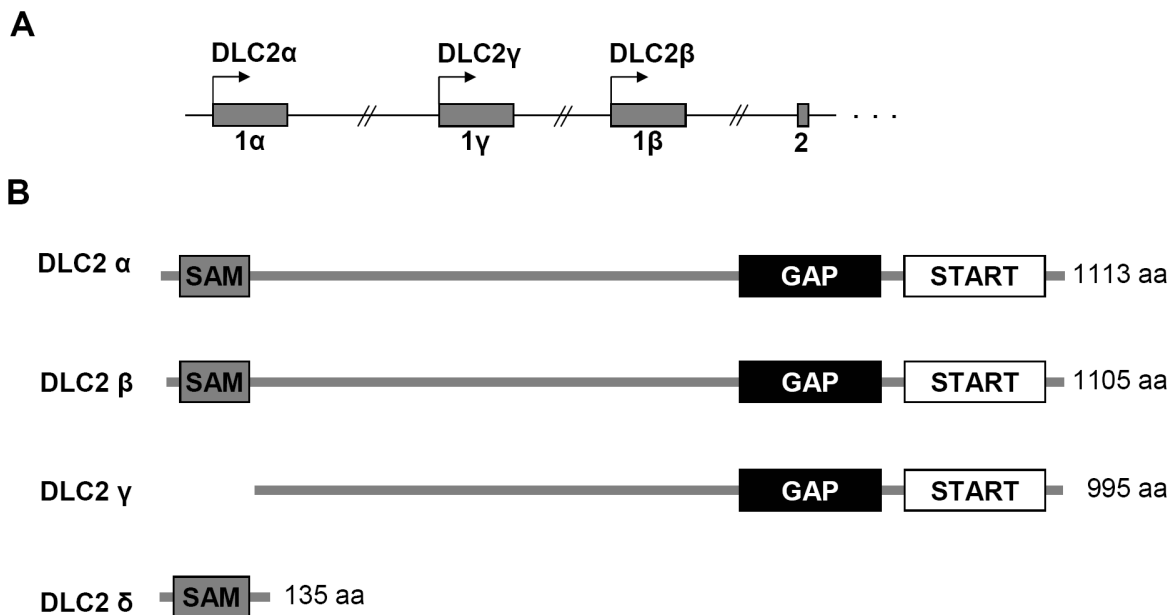 A
DLC2α DLC2γ DLC2β
1α 1γ 1β 2 . . .
B
DLC2 α SAM GAP START 1113 aa
DLC2 β SAM GAP START 1105 aa
DLC2 γ GAP START 995 aa
DLC2 δ SAM 135 aa